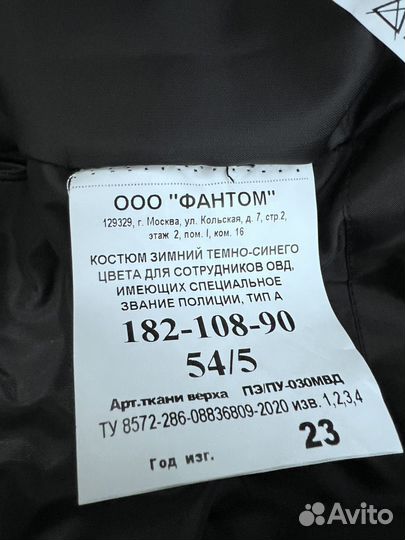 ООО "ФАНТОМ"
129329, г. Москва, ул. Кольская, д. 7, стр 2,
этаж 2, пом. I, ком. 16
КОСТЮМ ЗИМНИЙ ТЕМНО-СИНЕГО
ЦВЕТА ДЛЯ СОТРУДНИКОВ ОВД,
ИМЕЮЩИХ СПЕЦИАЛЬНОЕ
ЗВАНИЕ ПОЛИЦИИ, ТИП А
182-108-90
54/5
Арт.ткани верха ПЭ/ПУ-030МВД
ТУ 8572-286-08836809-2020 изв. 1,2,3,4
Год изг. 23
Avito